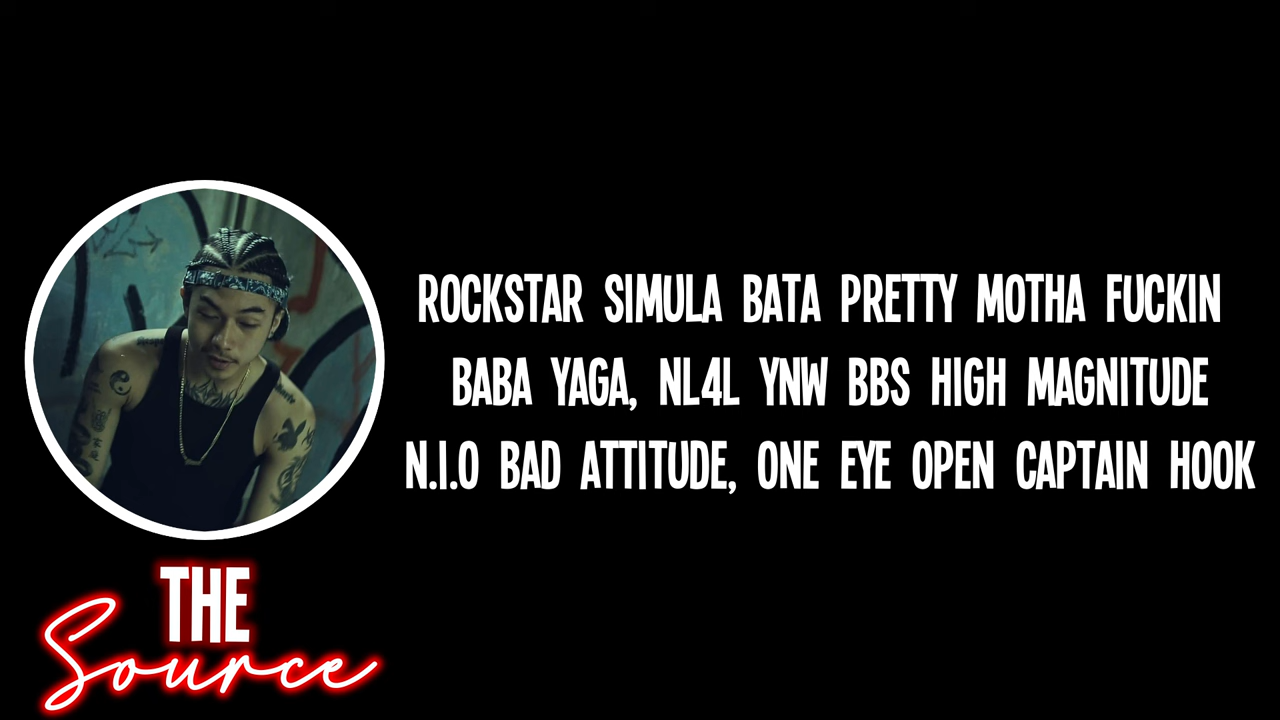 ROCKSTAR SIMULA BATA PRETTY MOTHA FUCKIN
BABA YAGA, NL4L YNW BBS HIGH MAGNITUDE
N.I.O BAD ATTITUDE, ONE EYE OPEN CAPTAIN HOOK
THE
Source